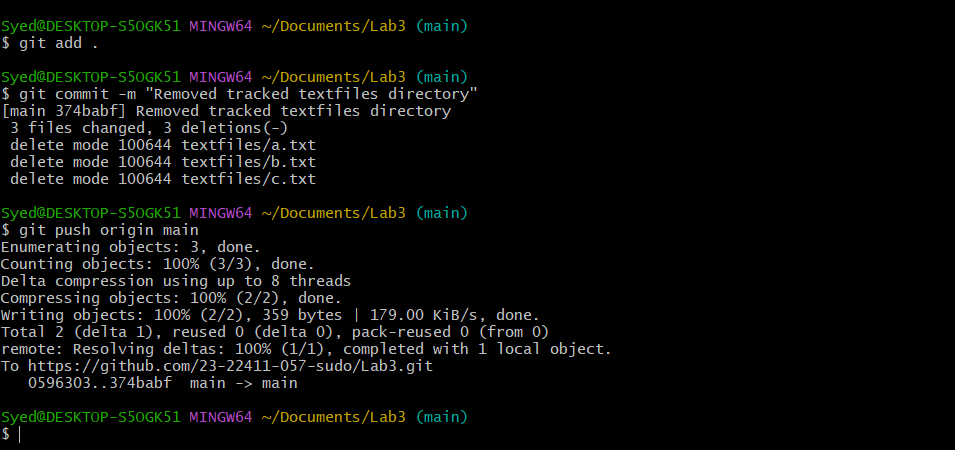 Syed@DESKTOP-S5OGK51 MINGW64 ~/Documents/Lab3 (main)
$ git add .
Syed@DESKTOP-S5OGK51 MINGW64 ~/Documents/Lab3 (main)
$ git commit -m "Removed tracked textfiles directory"
[main 374babf] Removed tracked textfiles directory
 3 files changed, 3 deletions(-)
 delete mode 100644 textfiles/a.txt
 delete mode 100644 textfiles/b.txt
 delete mode 100644 textfiles/c.txt
Syed@DESKTOP-S5OGK51 MINGW64 ~/Documents/Lab3 (main)
$ git push origin main
Enumerating objects: 3, done.
Counting objects: 100% (3/3), done.
Delta compression using up to 8 threads
Compressing objects: 100% (2/2), done.
Writing objects: 100% (2/2), 359 bytes | 179.00 KiB/s, done.
Total 2 (delta 1), reused 0 (delta 0), pack-reused 0 (from 0)
remote: Resolving deltas: 100% (1/1), completed with 1 local object.
To https://github.com/23-22411-057-sudo/Lab3.git
   0596303..374babf  main -> main
Syed@DESKTOP-S5OGK51 MINGW64 ~/Documents/Lab3 (main)
$